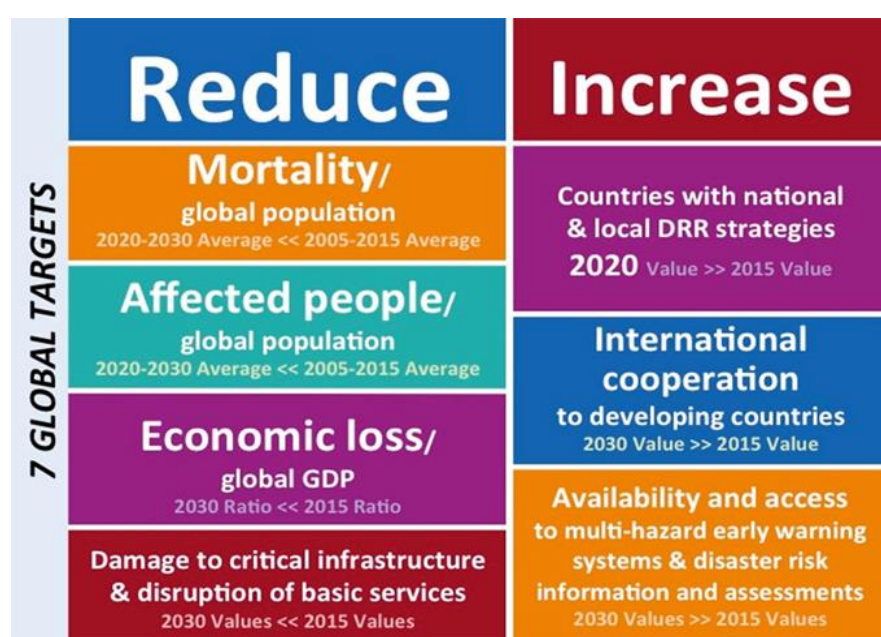 7 GLOBAL TARGETS
Reduce
Mortality/
global population
2020-2030 Average << 2005-2015 Average
Affected people/
global population
2020-2030 Average << 2005-2015 Average
Economic loss/
global GDP
2030 Ratio << 2015 Ratio
Damage to critical infrastructure
& disruption of basic services
2030 Values << 2015 Values
Increase
Countries with national
& local DRR strategies
2020 Value >> 2015 Value
International
cooperation
to developing countries
2030 Value >> 2015 Value
Availability and access
to multi-hazard early warning
systems & disaster risk
information and assessments
2030 Values >> 2015 Values